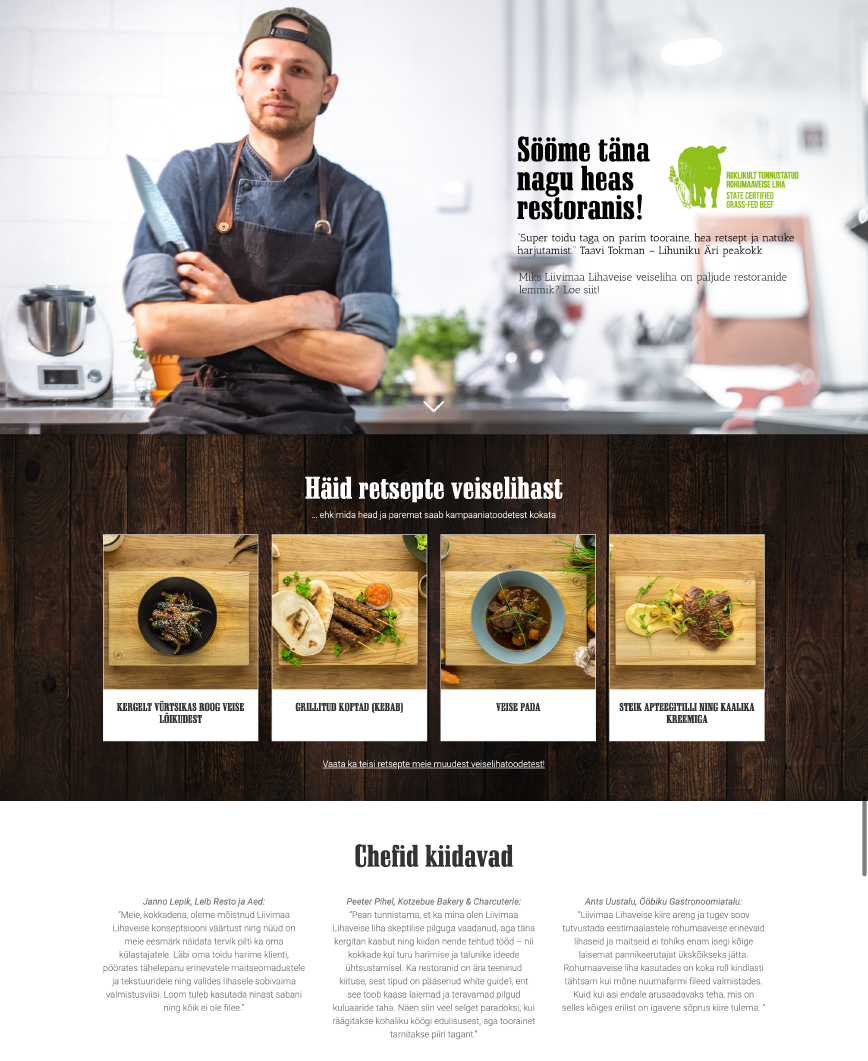 Sööme täna
nagu heas
restoranis!
RIIKLIKULT TUNNUSTATUD
ROHUMAAVEISE LIHA
STATE CERTIFIED
GRASS-FED BEEF
"Super toidu taga on parim tooraine, hea retsept ja natuke
harjutamist." Taavi Tokman – Lihuniku Äri peakokk
Miks Liivimaa Lihaveise veiseliha on paljude restoranide
lemmik? Loe siit!
Häid retsepte veiselihast
... ehk mida head ja paremat saab kampaaniatoodetest kokata
KERGELT VÜRTSIKAS ROOG VEISE
LÕIKUDEST
GRILLITUD KOFTAD (KEBAB)
VEISE PADA
STEIK APTEEGITILLI NING KAALIKA
KREEMIGA
Vaata ka teisi retsepte meie muudest veiselihatoodetest!
Chefid kiidavad
Janno Lepik, Leib Resto ja Aed:
"Meie, kokkadena, oleme mõistnud Liivimaa
Lihaveise konseptsiooni väärtust ning nüüd on
meie eesmärk näidata tervik pilti ka oma
külastajatele. Läbi oma toidu harime klienti,
pöörates tähelepanu erinevatele maitseomadustele
ja tekstuuridele ning valides lihasele sobivaima
valmistusviisi. Loom tuleb kasutada ninast sabani
ning kõik ei ole filee."
Peeter Pihel, Kotzebue Bakery & Charcuterie:
"Pean tunnistama, et ka mina olen Liivimaa
Lihaveise liha skeptilise pilguga vaadanud, aga täna
kergitan kaabut ning kiidan nende tehtud tööd – nii
kokkade kui turu harimise ja talunike ideede
ühtsustamisel. Ka restoranid on ära teeninud
kiituse, sest tipud on pääsenud white guide'i, ent
see toob kaasa laiemad ja teravamad pilgud
kuluaaride taha. Näen siin veel selget paradoksi, kui
räägitakse kohaliku köögi edulisusest, aga toorainet
tarnitakse piiri tagant."
Ants Uustalu, Ööbiku Gastronoomiatalu:
"Liivimaa Lihaveise kiire areng ja tugev soov
tutvustada eestimaalastele rohumaaveise erinevaid
lihaseid ja maitseid ei tohiks enam isegi kõige
laisemat pannikeerutajat ükskõikseks jätta.
Rohumaaveise liha kasutades on koka roll kindlasti
tähtsam kui mõne nuumafarmi fileed valmistades.
Kuid kui asi endale arusaadavaks teha, mis on
selles kõiges erilist on igavene sõprus kiire tulema. "